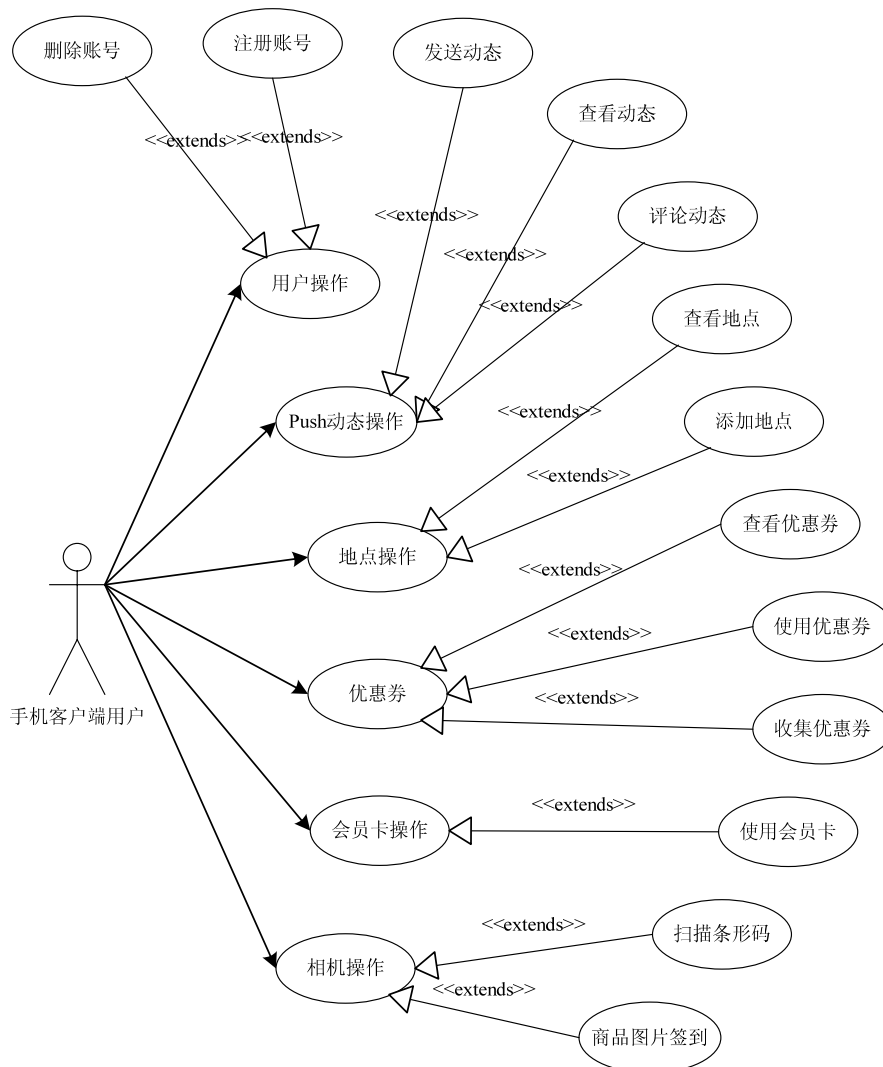 删除账号
注册账号
发送动态
查看动态
<<extends>>
<<extends>>
评论动态
<<extends>>
<<extends>>
用户操作
<<extends>>
查看地点
Push动态操作
<<extends>>
添加地点
<<extends>>
查看优惠券
地点操作
<<extends>>
使用优惠券
<<extends>>
优惠券
<<extends>>
收集优惠券
手机客户端用户
<<extends>>
会员卡操作
使用会员卡
<<extends>>
扫描条形码
相机操作
<<extends>>
商品图片签到